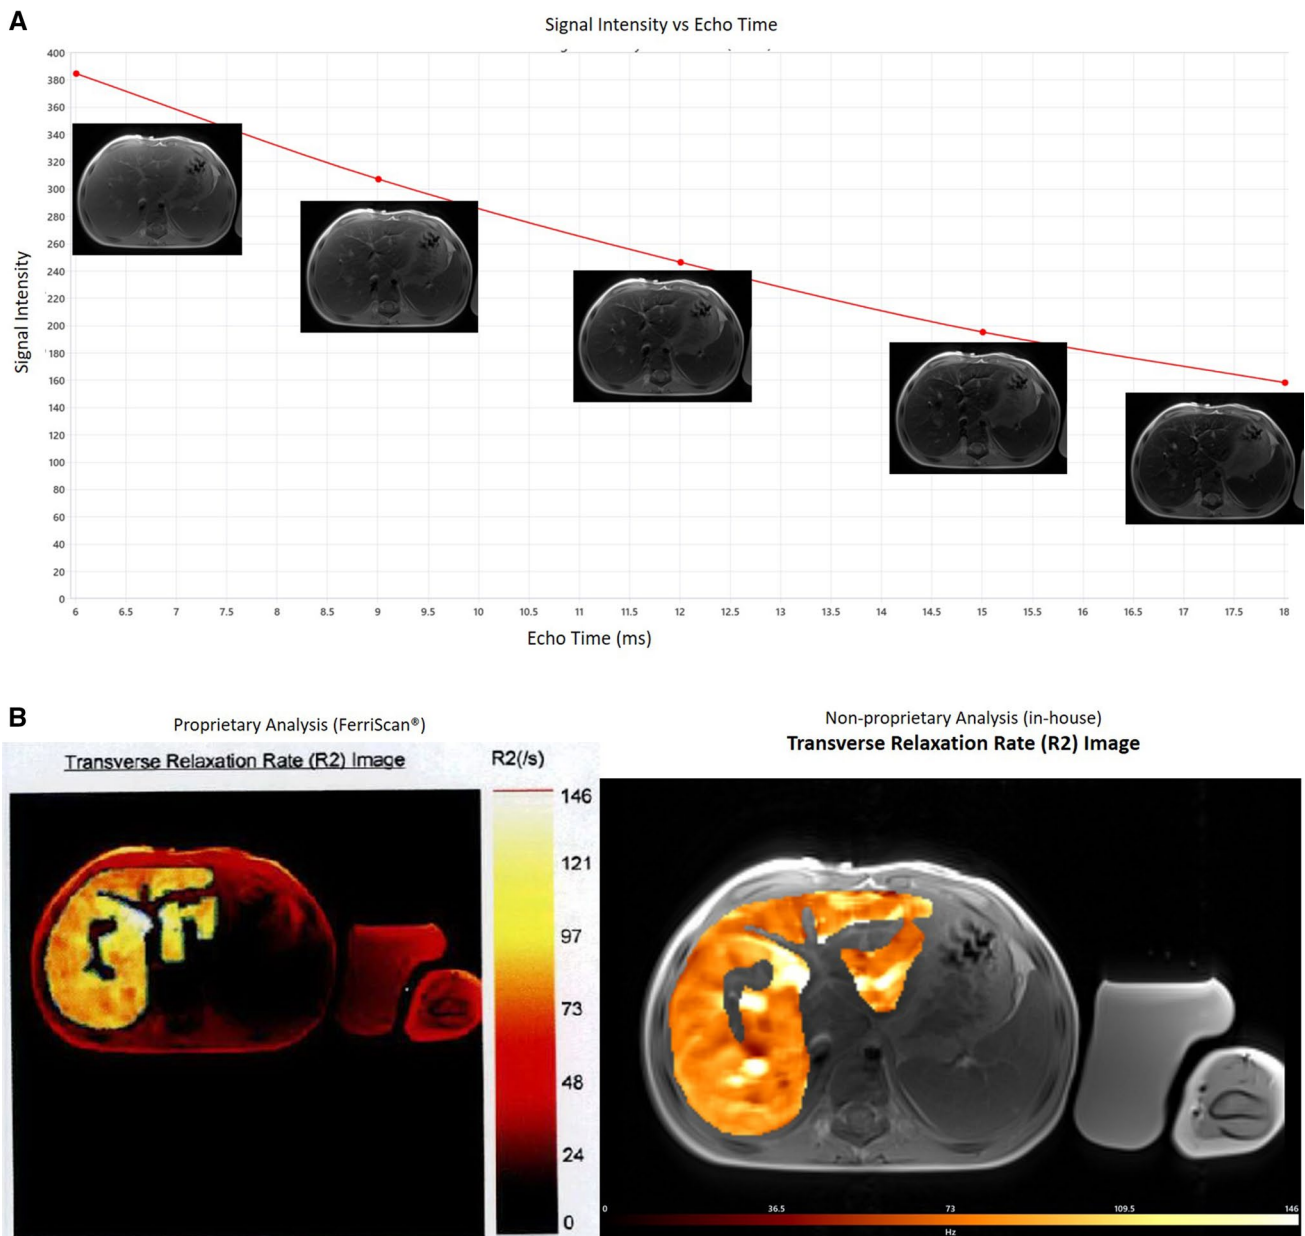 A
Signal Intensity vs Echo Time
400
380
360
340
320
300
280
260
240
220
200
180
160
140
120
100
80
60
40
20
0
Signal Intensity
6 6.5 7 7.5 8 8.5 9 9.5 10 10.5 11 11.5 12 12.5 13 13.5 14 14.5 15 15.5 16 16.5 17 17.5 18
Echo Time (ms)
B
Proprietary Analysis (FerriScan®)
Transverse Relaxation Rate (R2) Image
R2(/s)
146
121
97
73
48
24
0
Non-proprietary Analysis (in-house)
Transverse Relaxation Rate (R2) Image
0 36.5 73 109.5 146
Hz